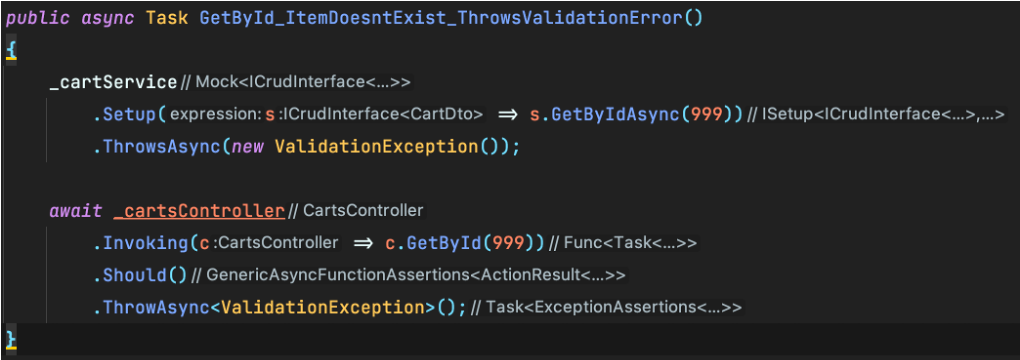 public async Task GetById_ItemDoesntExist_ThrowsValidationError()
{
_cartService // Mock<ICrudInterface<...>>
.Setup( expression: s :ICrudInterface<CartDto> => s.GetByIdAsync(999)) // ISetup<ICrudInterface<...>,...>
.ThrowsAsync(new ValidationException());
await _cartsController // CartsController
.Invoking(c :CartsController => c.GetById(999)) // Func<Task<...>>
.Should() // GenericAsyncFunctionAssertions<ActionResult<...>>
.ThrowAsync<ValidationException>(); // Task<ExceptionAssertions<...>>
}